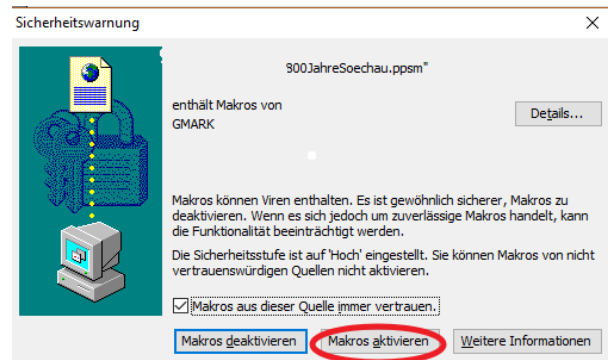 Sicherheitswarnung
800JahreSoechau.ppsm"
enthält Makros von
GMARK
Details...
Makros können Viren enthalten. Es ist gewöhnlich sicherer, Makros zu
deaktivieren. Wenn es sich jedoch um zuverlässige Makros handelt, kann
die Funktionalität beeinträchtigt werden.
Die Sicherheitsstufe ist auf 'Hoch' eingestellt. Sie können Makros von nicht
vertrauenswürdigen Quellen nicht aktivieren.
Makros aus dieser Quelle immer vertrauen.
Makros deaktivieren
Makros aktivieren
Weitere Informationen